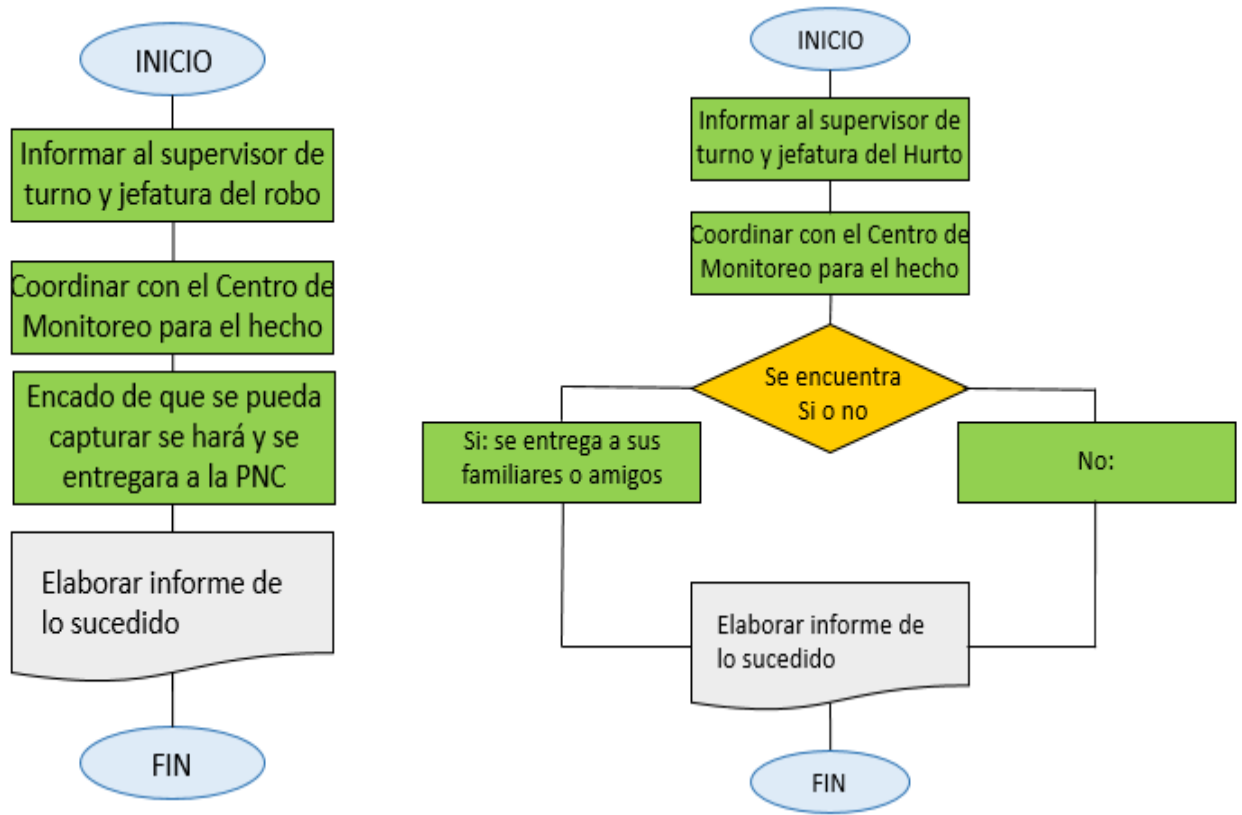 INICIO
Informar al supervisor de
turno y jefatura del robo
Coordinar con el Centro de
Monitoreo para el hecho
Encado de que se pueda
capturar se hará y se
entregara a la PNC
Elaborar informe de
lo sucedido
FIN
INICIO
Informar al supervisor de
turno y jefatura del Hurto
Coordinar con el Centro de
Monitoreo para el hecho
Se encuentra
Si o no
Si: se entrega a sus
familiares o amigos
No:
Elaborar informe de
lo sucedido
FIN